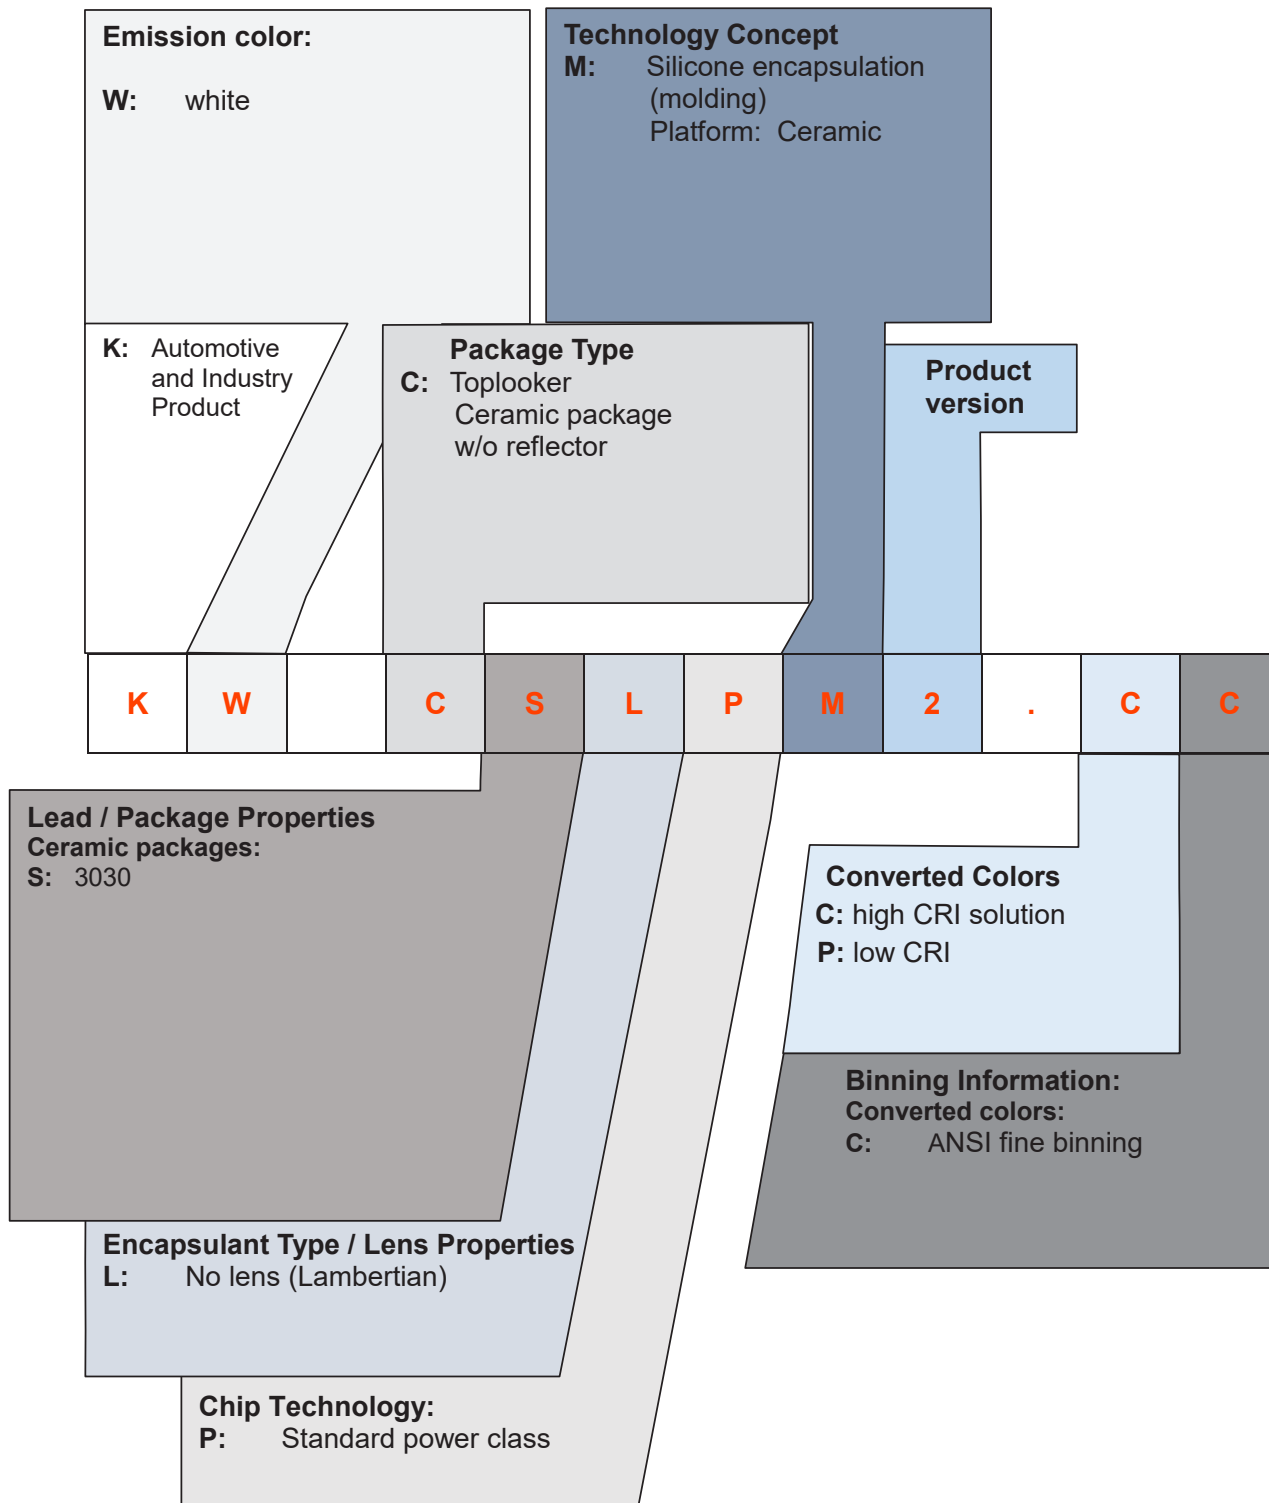 Emission color:
W: white
Technology Concept
M: Silicone encapsulation
(molding)
Platform: Ceramic
K: Automotive
and Industry
Product
Package Type
C: Toplooker
Ceramic package
w/o reflector
Product
version
K W C S L P M 2 . C C
Lead / Package Properties
Ceramic packages:
S: 3030
Converted Colors
C: high CRI solution
P: low CRI
Binning Information:
Converted colors:
C: ANSI fine binning
Encapsulant Type / Lens Properties
L: No lens (Lambertian)
Chip Technology:
P: Standard power class